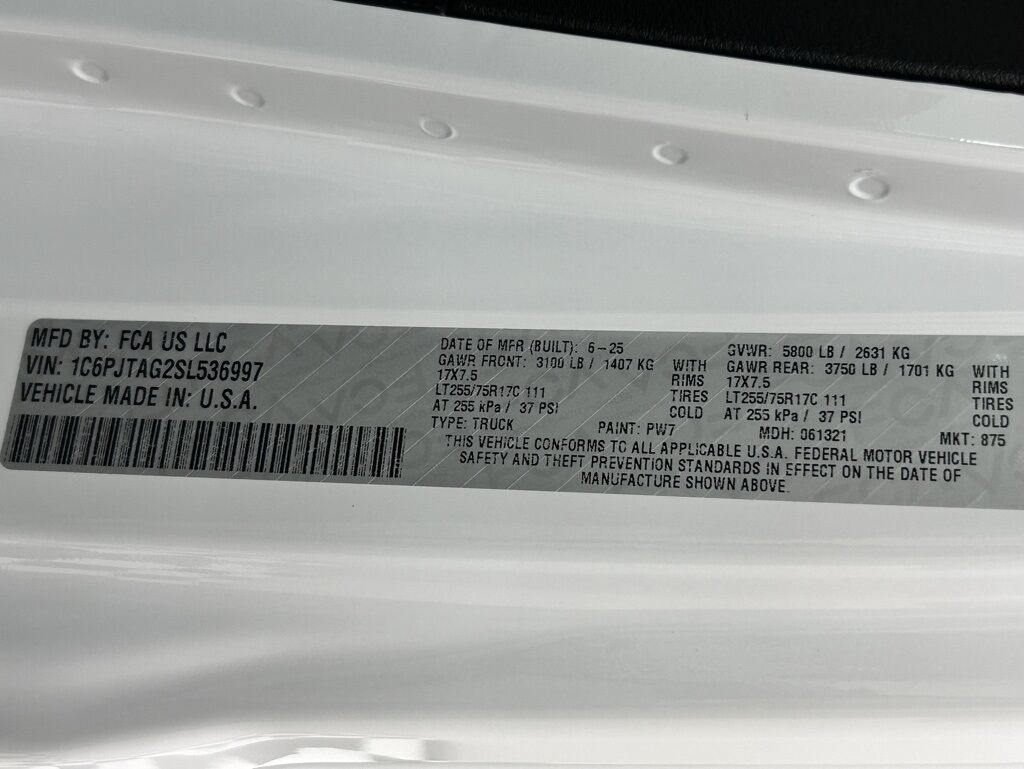 MFD BY: FCA US LLC
VIN: 1C6PJTAG2SL536997
VEHICLE MADE IN: U.S.A.
DATE OF MFR (BUILT): 6-25
GAWR FRONT: 3100 LB / 1407 KG WITH
17X7.5 RIMS
LT255/75R17C 111 TIRES
AT 255 kPa / 37 PSI COLD
TYPE: TRUCK PAINT: PW7
GVWR: 5800 LB / 2631 KG
GAWR REAR: 3750 LB / 1701 KG WITH
17X7.5 RIMS
LT255/75R17C 111 TIRES
AT 255 kPa / 37 PSI COLD
MDH: 061321 MKT: 875
THIS VEHICLE CONFORMS TO ALL APPLICABLE U.S.A. FEDERAL MOTOR VEHICLE
SAFETY AND THEFT PREVENTION STANDARDS IN EFFECT ON THE DATE OF
MANUFACTURE SHOWN ABOVE.